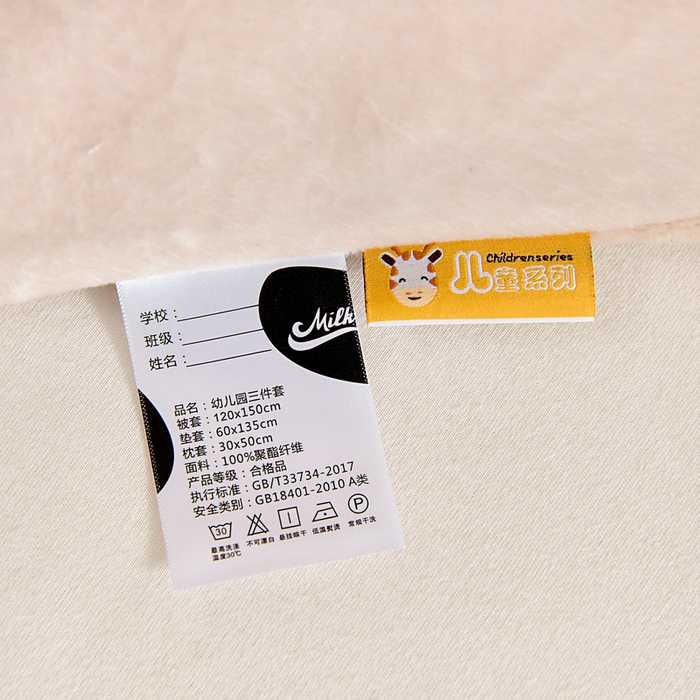 Childrenseries
儿童系列
Milk
学校：
班级：
姓名：
品名：幼儿园三件套
被套：120x150cm
垫套：60x135cm
枕套：30x50cm
面料：100%聚酯纤维
产品等级：合格品
执行标准：GB/T33734-2017
安全类别：GB18401-2010 A类
30
P
最高洗涤温度30℃
不可漂白
悬挂晾干
低温熨烫
常规干洗